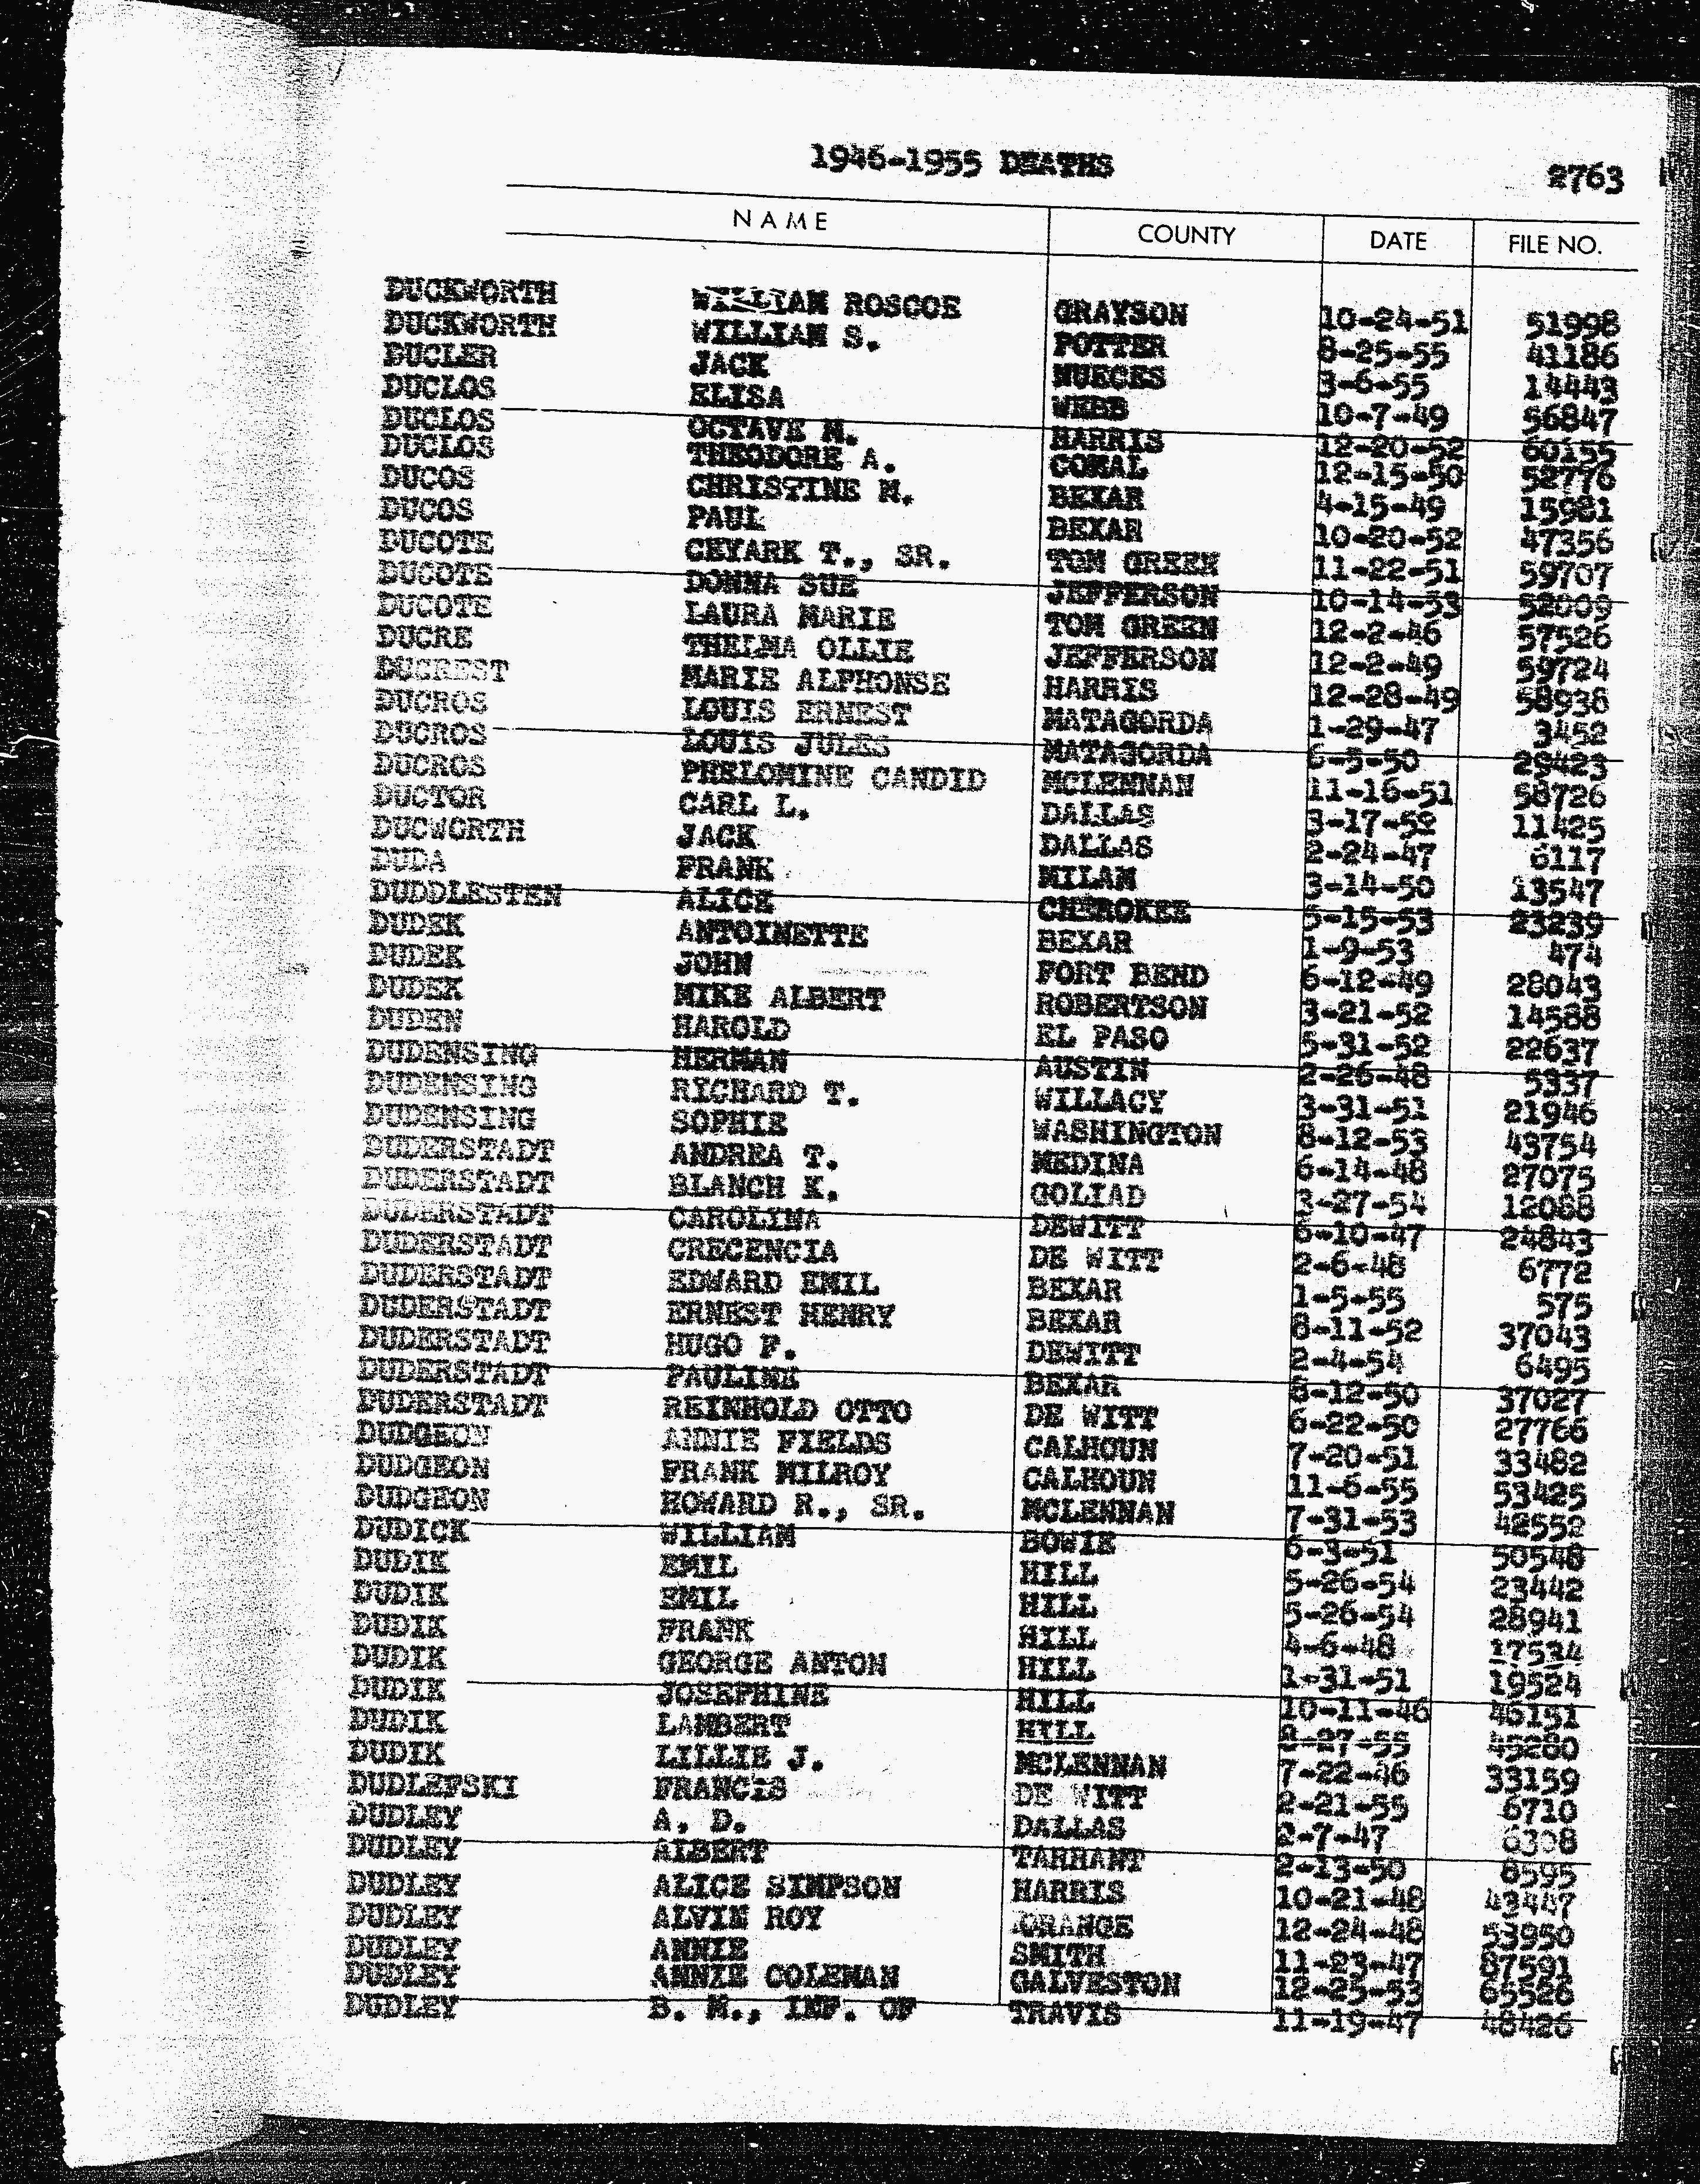 1946-1955 DEATHS 2763
NAME COUNTY DATE FILE NO.
DUCKWORTH WILLIAM ROSCOE GRAYSON 10-24-51 51998
DUCKWORTH WILLIAM S. POTTER 8-25-55 41186
DUCLER JACK NUECES 3-6-55 14443
DUCLOS ELISA WEBB 10-7-49 56847
DUCLOS OCTAVE M. HARRIS 12-20-52 60155
DUCLOS THEODORE A. COMAL 12-15-50 52776
DUCOS CHRISTINE M. BEXAR 4-15-49 15981
DUCOS PAUL BEXAR 10-20-52 47356
DUCOTE CHYARK T., SR. TOM GREEN 11-22-51 59707
DUCOTE DONNA SUE JEFFERSON 10-14-53 52009
DUCOTE LAURA MARIE TOM GREEN 12-2-46 57526
DUCRE THELMA OLLIE JEFFERSON 12-2-49 59724
DUCREST MARIE ALPHONSE HARRIS 12-28-49 58938
DUCROS LOUIS ERNEST MATAGORDA 1-29-47 3452
DUCROS LOUIS JULES MATAGORDA 6-5-50 29423
DUCROS PHELOMINE CANDID MCLENNAN 11-16-51 58726
DUCTOR CARL L. DALLAS 3-17-52 11425
DUCWORTH JACK DALLAS 2-24-47 6117
DUDA FRANK MILAM 3-14-50 13547
DUDDLESTEN ALICE CHEROKEE 5-15-53 23239
DUDEK ANTOINETTE BEXAR 1-9-53 474
DUDEK JOHN FORT BEND 6-12-49 28043
DUDEK MIKE ALBERT ROBERTSON 3-21-52 14588
DUDEN HAROLD EL PASO 5-31-52 22637
DUDENSING HERMAN AUSTIN 2-26-48 5337
DUDENSING RICHARD T. WILLACY 3-31-51 21946
DUDENSING SOPHIE WASHINGTON 8-12-53 43754
DUDERSTADT ANDREA T. MEDINA 6-14-48 27075
DUDERSTADT BLANCH K. GOLIAD 3-27-54 12068
DUDERSTADT CAROLINA DEWITT 6-10-47 24843
DUDERSTADT CRECENCIA DE WITT 2-6-48 6772
DUDERSTADT EDWARD EMIL BEXAR 1-5-55 575
DUDERSTADT ERNEST HENRY BEXAR 8-11-52 37043
DUDERSTADT HUGO F. DEWITT 2-4-54 6495
DUDERSTADT PAULINE BEXAR 8-12-50 37027
DUDERSTADT REINHOLD OTTO DE WITT 6-22-50 27766
DUDGEON ANNIE FIELDS CALHOUN 7-20-51 33482
DUDGEON FRANK MILROY CALHOUN 11-6-55 53425
DUDGEON HOWARD R., SR. MCLENNAN 7-31-53 42552
DUDICK WILLIAM BOWIE 6-3-51 50548
DUDIK EMIL HILL 5-26-54 23442
DUDIK EMIL HILL 5-26-54 28941
DUDIK FRANK HILL 4-6-48 17534
DUDIK GEORGE ANTON HILL 1-31-51 19524
DUDIK JOSEPHINE HILL 10-11-46 46151
DUDIK LAMBERT HILL 8-27-55 45280
DUDIK LILLIE J. MCLENNAN 7-22-46 33159
DUDLEFSKI FRANCIS DE WITT 2-21-55 6710
DUDLEY A. D. DALLAS 2-7-47 6308
DUDLEY ALBERT TARRANT 2-13-50 8595
DUDLEY ALICE SIMPSON HARRIS 10-21-48 43447
DUDLEY ALVIN ROY ORANGE 12-24-48 53950
DUDLEY ANNIE SMITH 11-23-47 87591
DUDLEY ANNIE COLEMAN GALVESTON 12-25-53 65526
DUDLEY B. M., INF. OF TRAVIS 11-19-47 48426